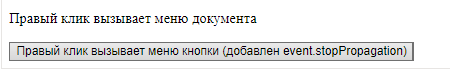 Правый клик вызывает меню документа
Правый клик вызывает меню кнопки (добавлен event.stopPropagation)